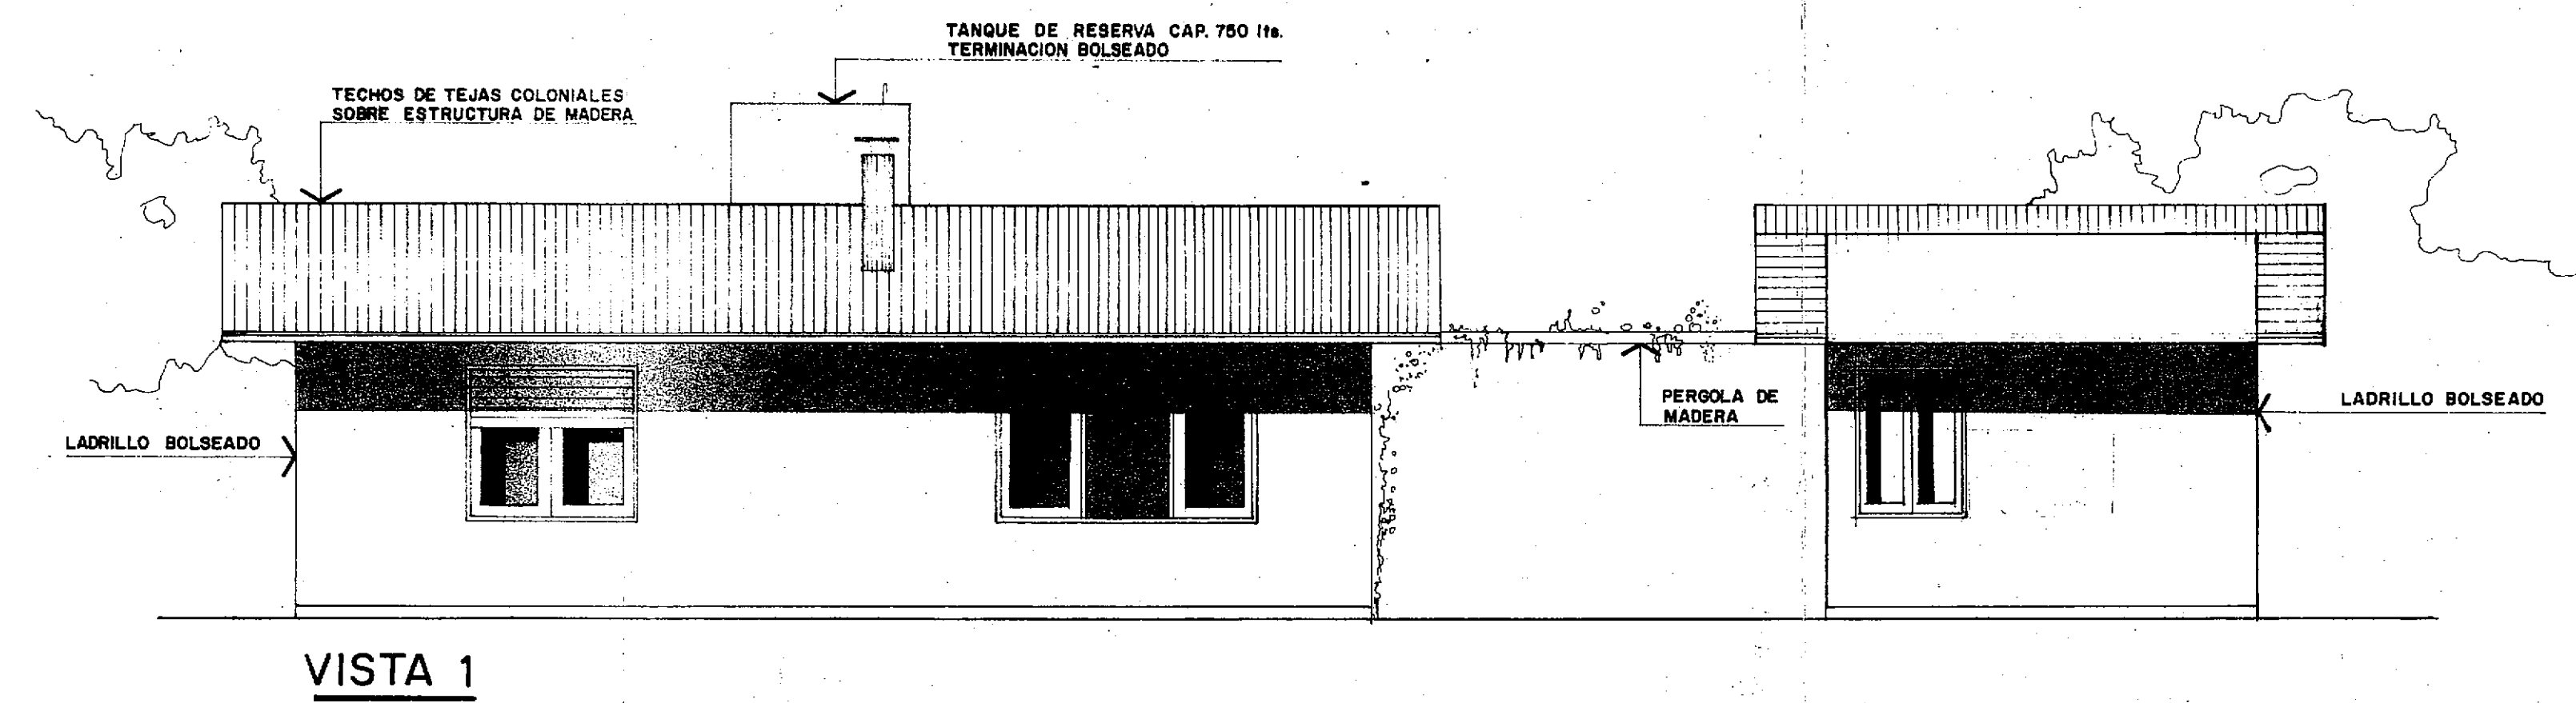 TANQUE DE RESERVA CAP. 750 lts.
TERMINACION BOLSEADO
TECHOS DE TEJAS COLONIALES
SOBRE ESTRUCTURA DE MADERA
PERGOLA DE
MADERA
LADRILLO BOLSEADO
LADRILLO BOLSEADO
VISTA 1